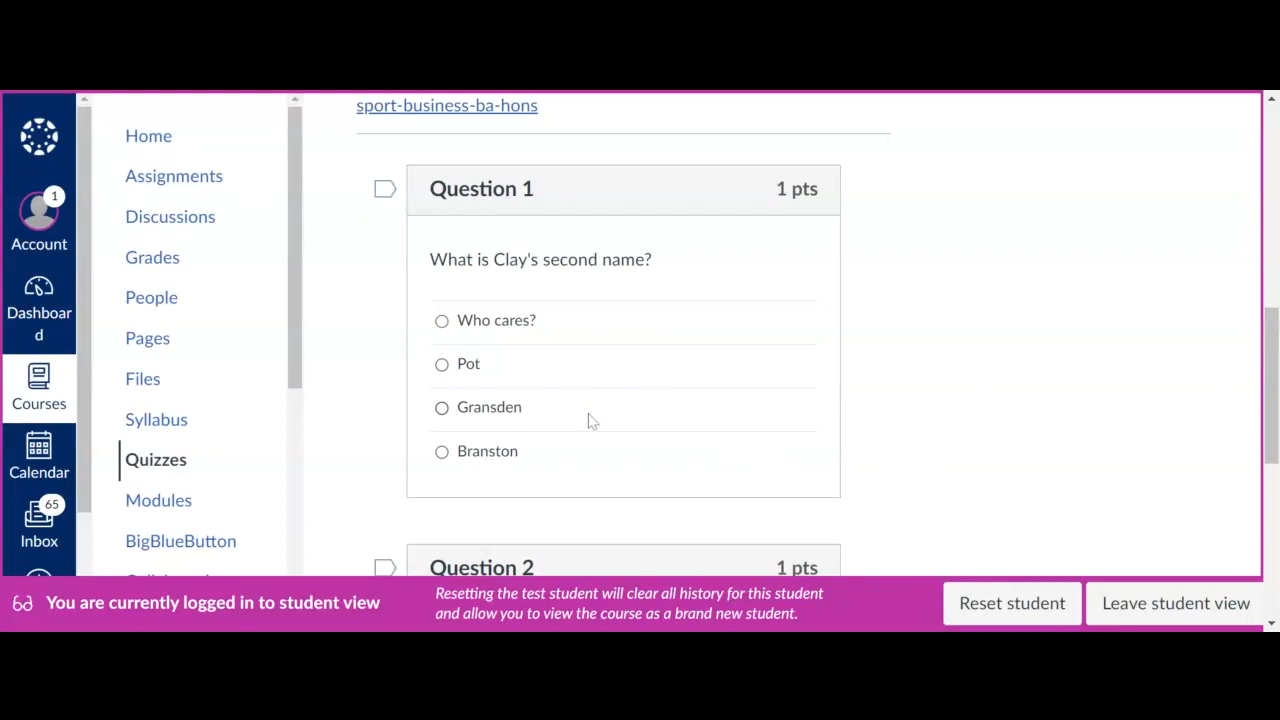 sport-business-ba-hons
1
Account
Dashboar
d
Courses
Calendar
65
Inbox
Home
Assignments
Discussions
Grades
People
Pages
Files
Syllabus
Quizzes
Modules
BigBlueButton
Question 1 1 pts
What is Clay's second name?
Who cares?
Pot
Gransden
Branston
Question 2 1 pts
You are currently logged in to student view
Resetting the test student will clear all history for this student
and allow you to view the course as a brand new student.
Reset student
Leave student view